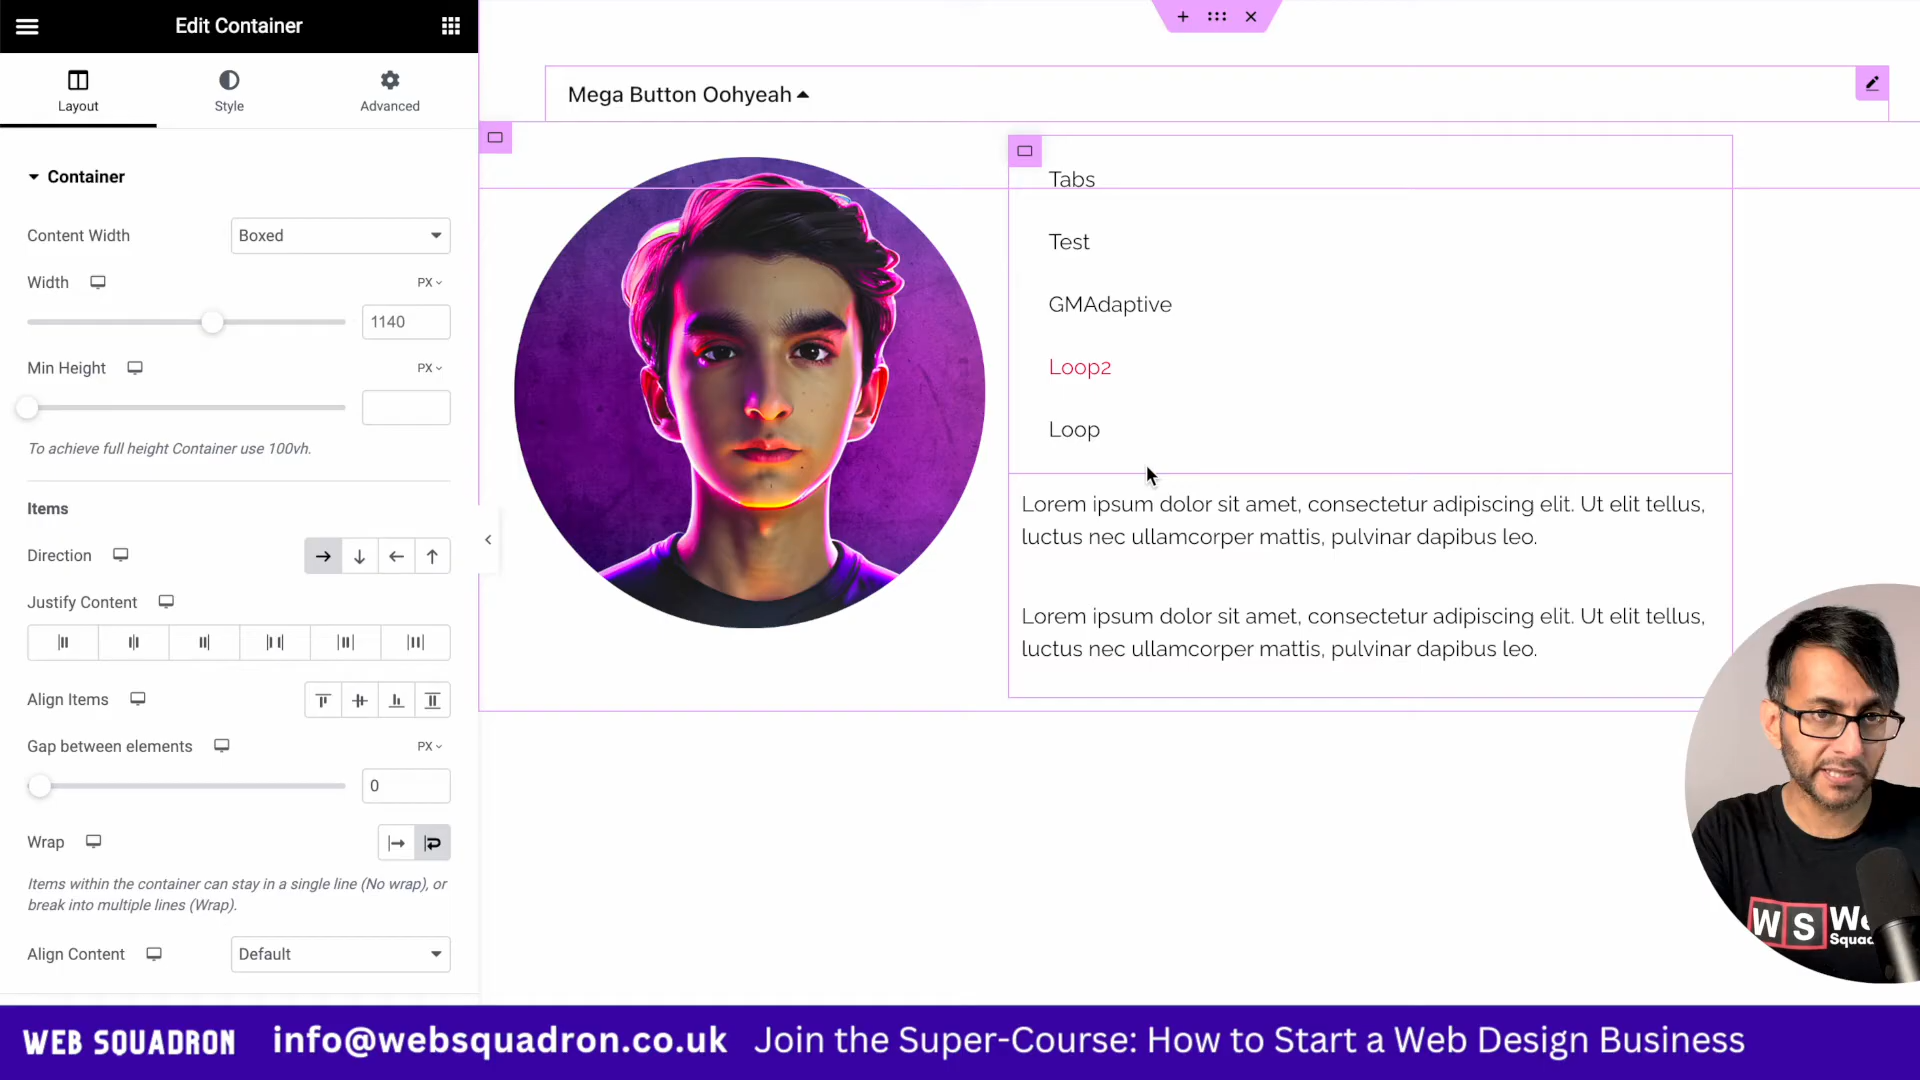 Edit Container
Layout
Style
Advanced
Container
Content Width
Boxed
Width
PX
1140
Min Height
PX
To achieve full height Container use 100vh.
Items
Direction
Justify Content
Align Items
Gap between elements
PX
0
Wrap
Items within the container can stay in a single line (No wrap), or
break into multiple lines (Wrap).
Align Content
Default
Mega Button Oohyeah
Tabs
Test
GMAdaptive
Loop2
Loop
Lorem ipsum dolor sit amet, consectetur adipiscing elit. Ut elit tellus,
luctus nec ullamcorper mattis, pulvinar dapibus leo.
Lorem ipsum dolor sit amet, consectetur adipiscing elit. Ut elit tellus,
luctus nec ullamcorper mattis, pulvinar dapibus leo.
WS
WEB SQUADRON info@websquadron.co.uk Join the Super-Course: How to Start a Web Design Business